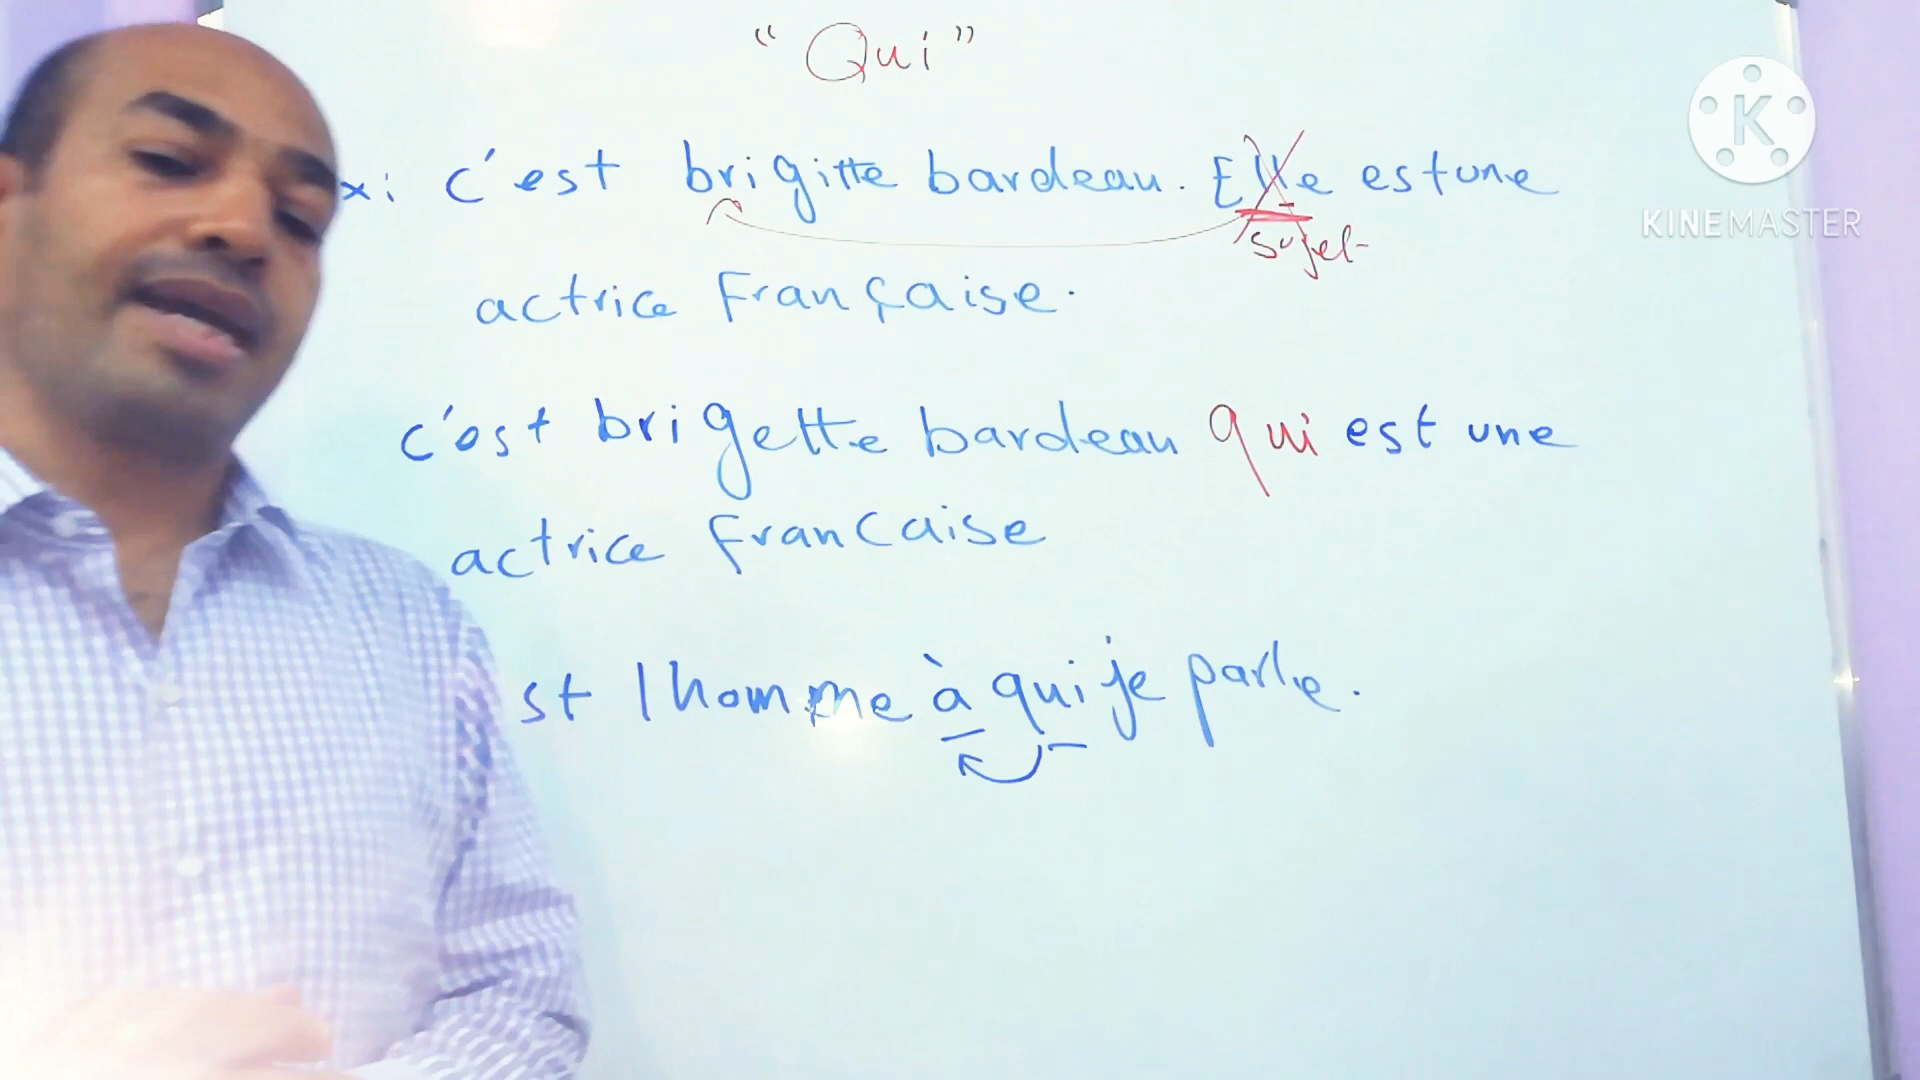 "Qui"
x: c'est brigitte bardeau. Elle est une
sujet
actrice Française.
c'est brigette bardeau qui est une
actrice Francaise
st lhomme à qui je parle.
K
KINEMASTER